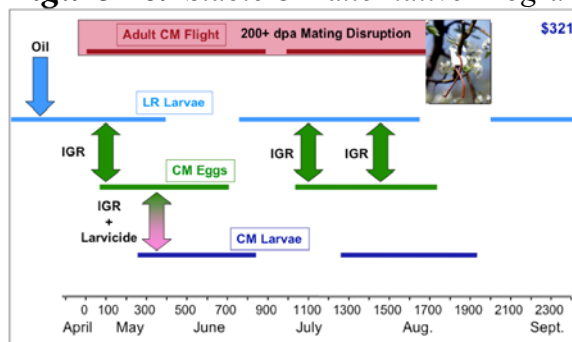 Adult CM Flight 200+ dpa Mating Disruption
$321
Oil
LR Larvae
IGR
IGR
IGR
CM Eggs
IGR
+
Larvicide
CM Larvae
0 100 300 500 700 900 1100 1300 1500 1700 1900 2100 2300
April May June July Aug. Sept.